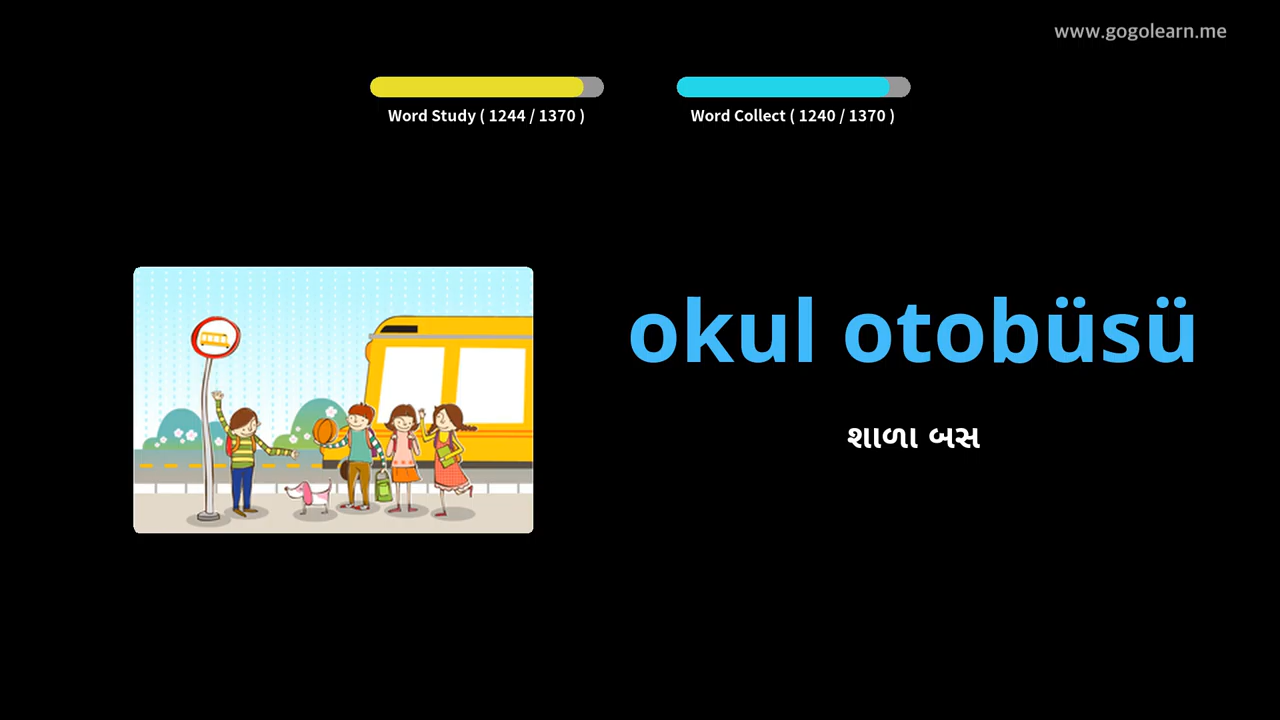 www.gogolearn.me
Word Study ( 1244 / 1370 )
Word Collect ( 1240 / 1370 )
okul otobüsü
શાળા બસ